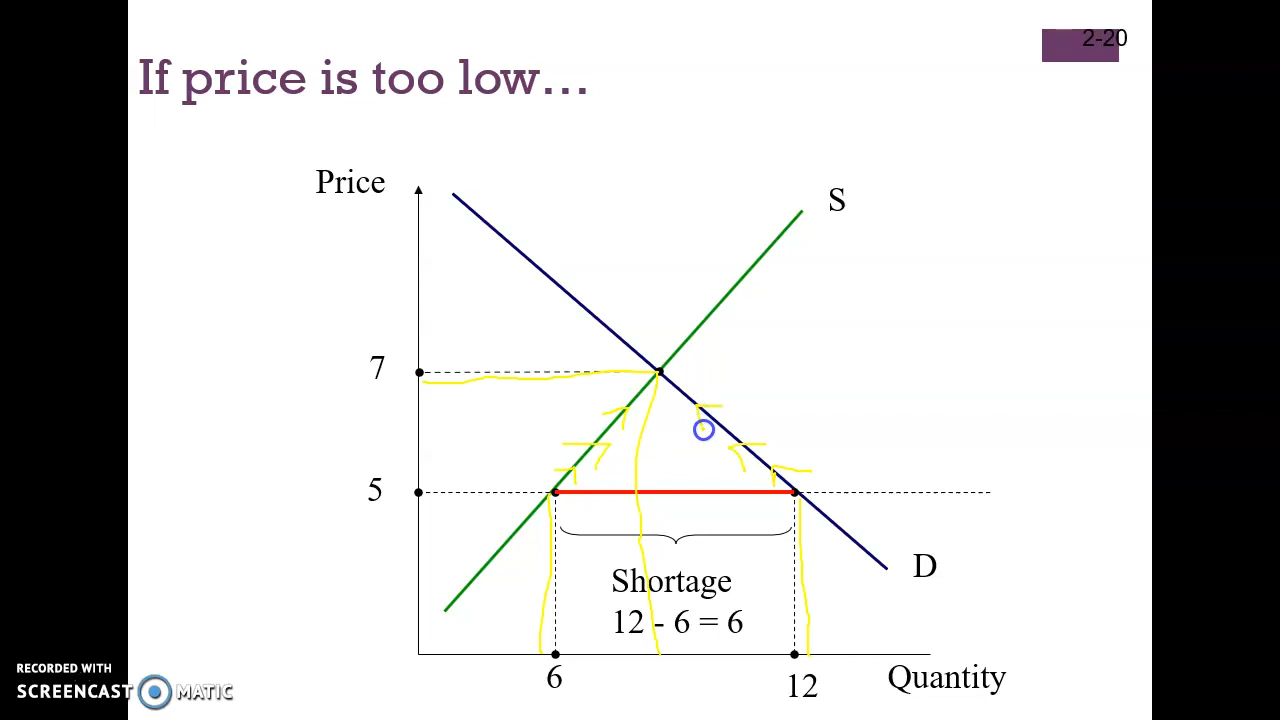 2-20
If price is too low…
Price
S
7
5
D
Shortage
12 - 6 = 6
6
12
Quantity
RECORDED WITH
SCREENCAST MATIC